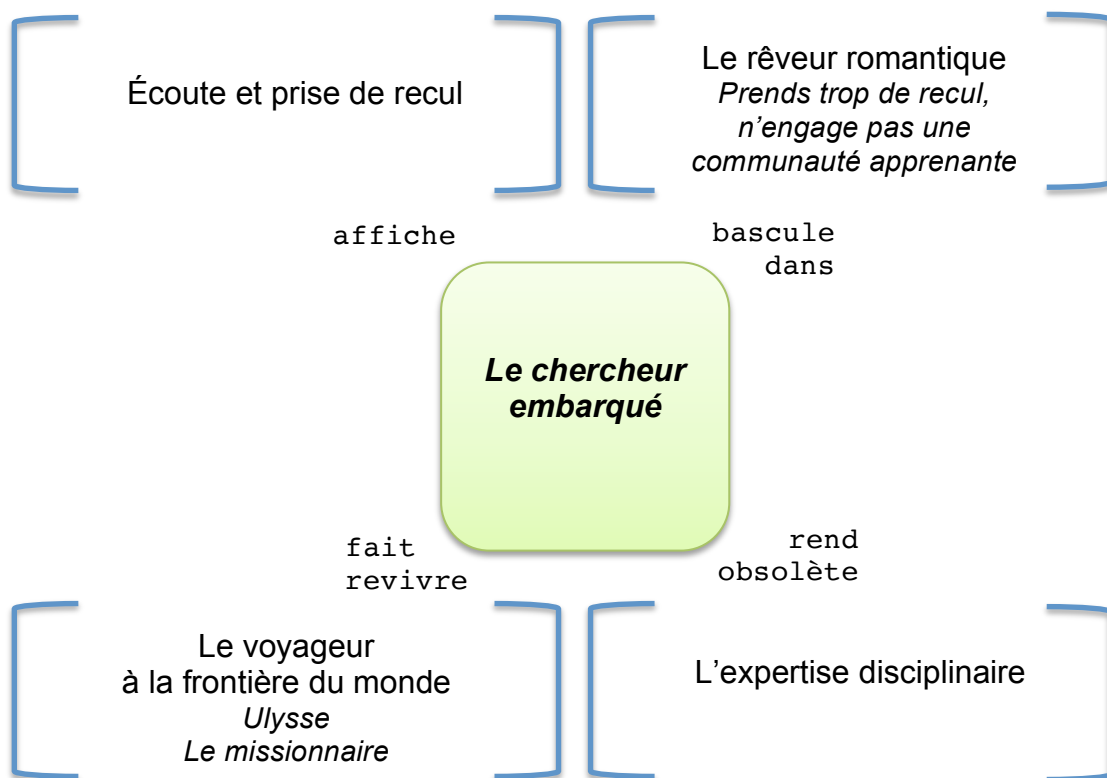 Écoute et prise de recul
Le rêveur romantique
Prends trop de recul,
n’engage pas une
communauté apprenante
affiche
bascule
dans
Le chercheur
embarqué
fait
revivre
rend
obsolète
Le voyageur
à la frontière du monde
Ulysse
Le missionnaire
L’expertise disciplinaire